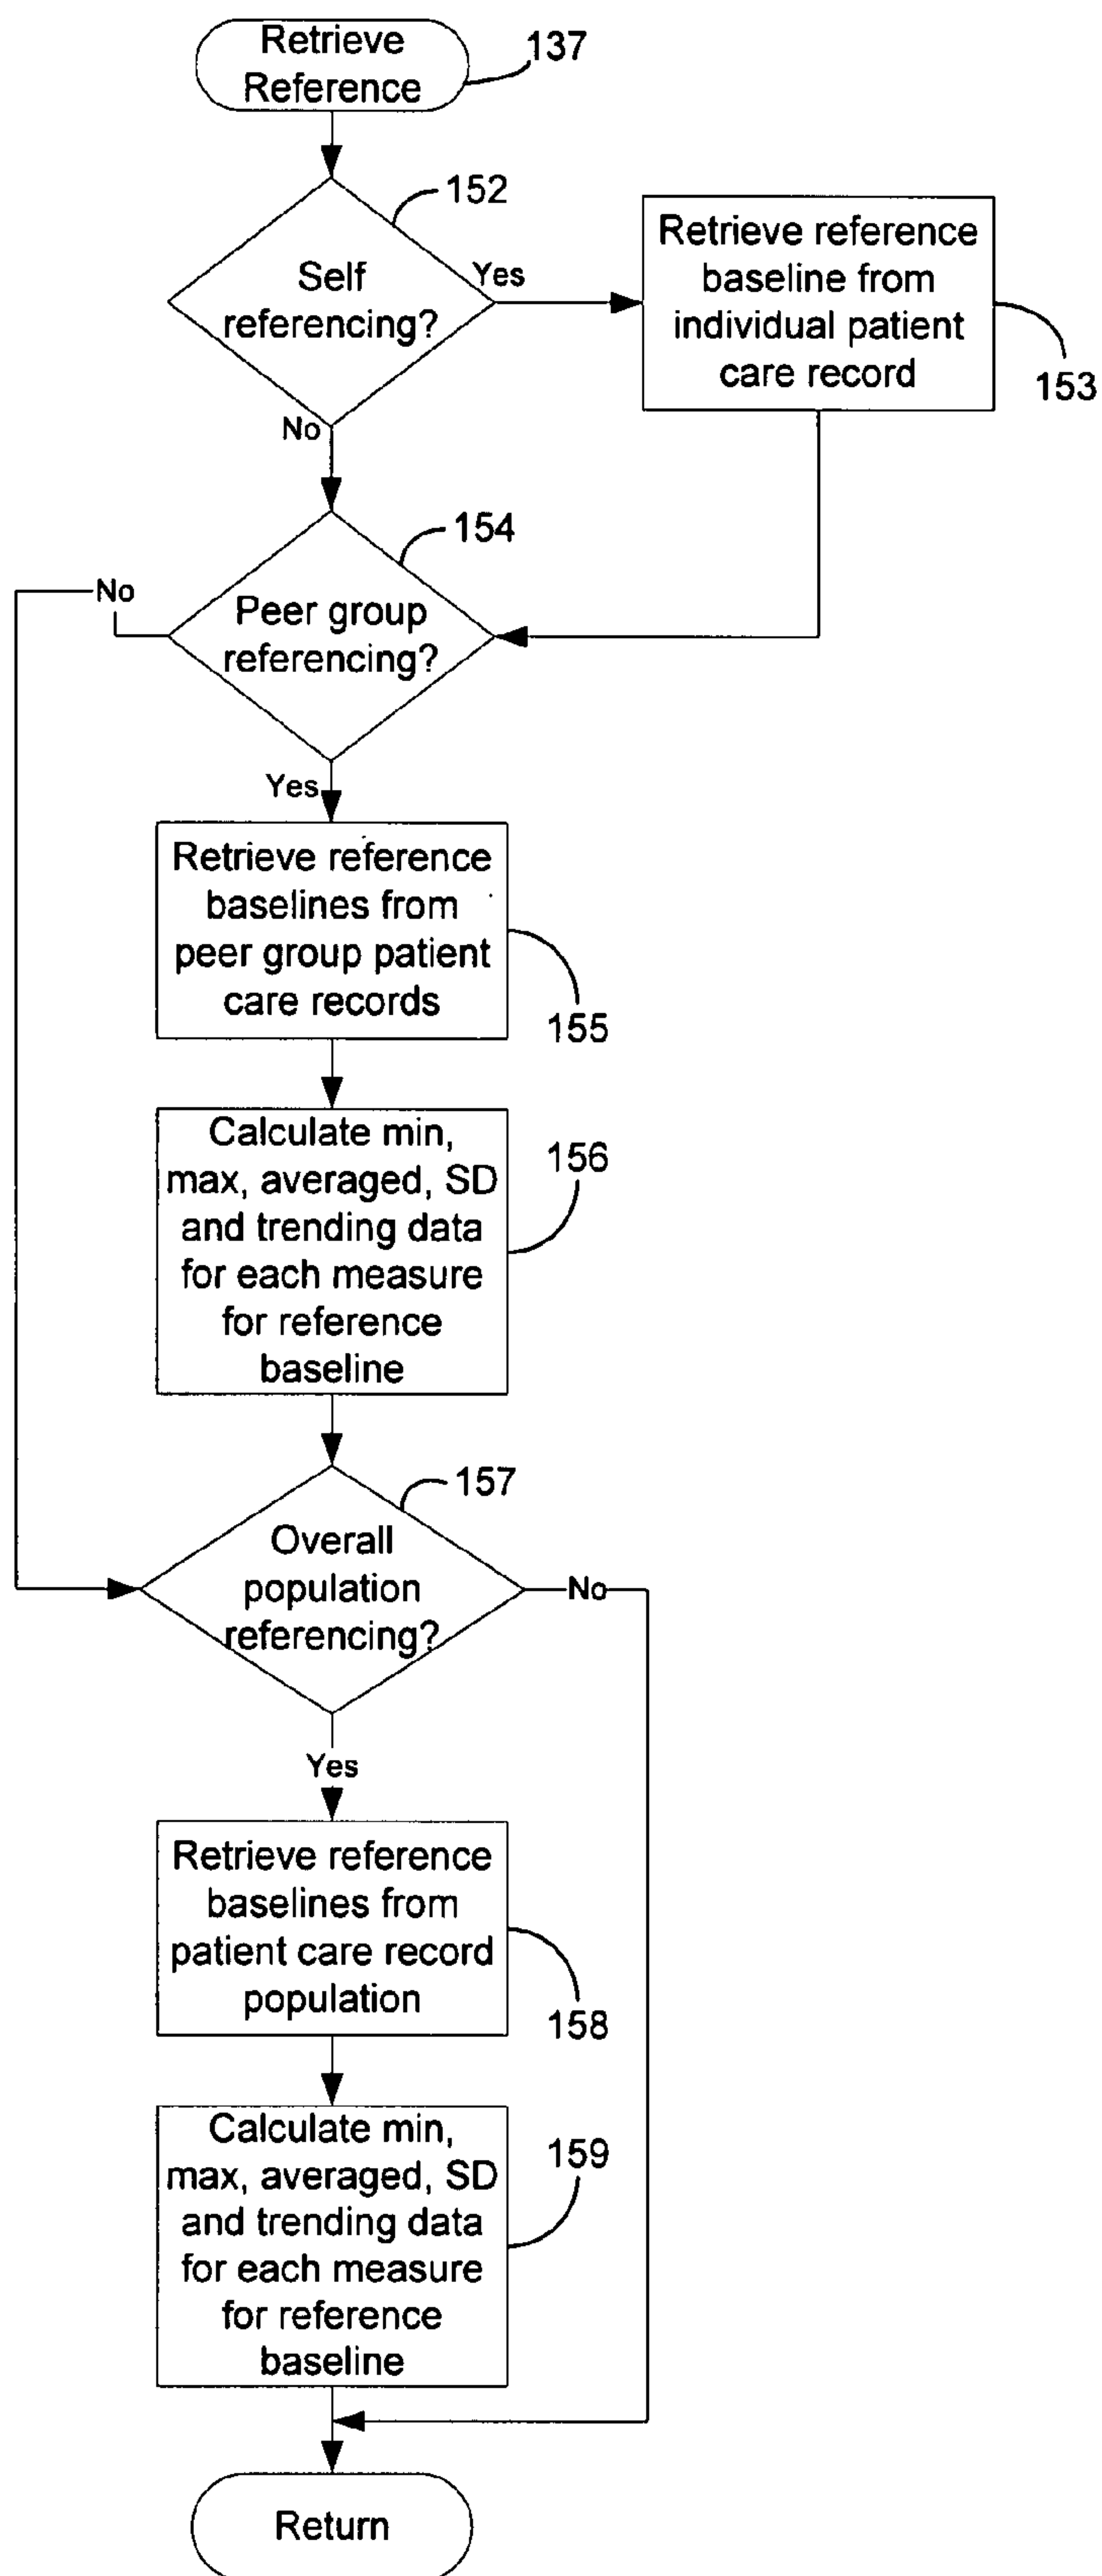 Retrieve
Reference
137
152
Self
referencing?
Yes
Retrieve reference
baseline from
individual patient
care record
153
No
154
No
Peer group
referencing?
Yes
Retrieve reference
baselines from
peer group patient
care records
155
Calculate min,
max, averaged, SD
and trending data
for each measure
for reference
baseline
156
157
Overall
population
referencing?
No
Yes
Retrieve reference
baselines from
patient care record
population
158
Calculate min,
max, averaged, SD
and trending data
for each measure
for reference
baseline
159
Return